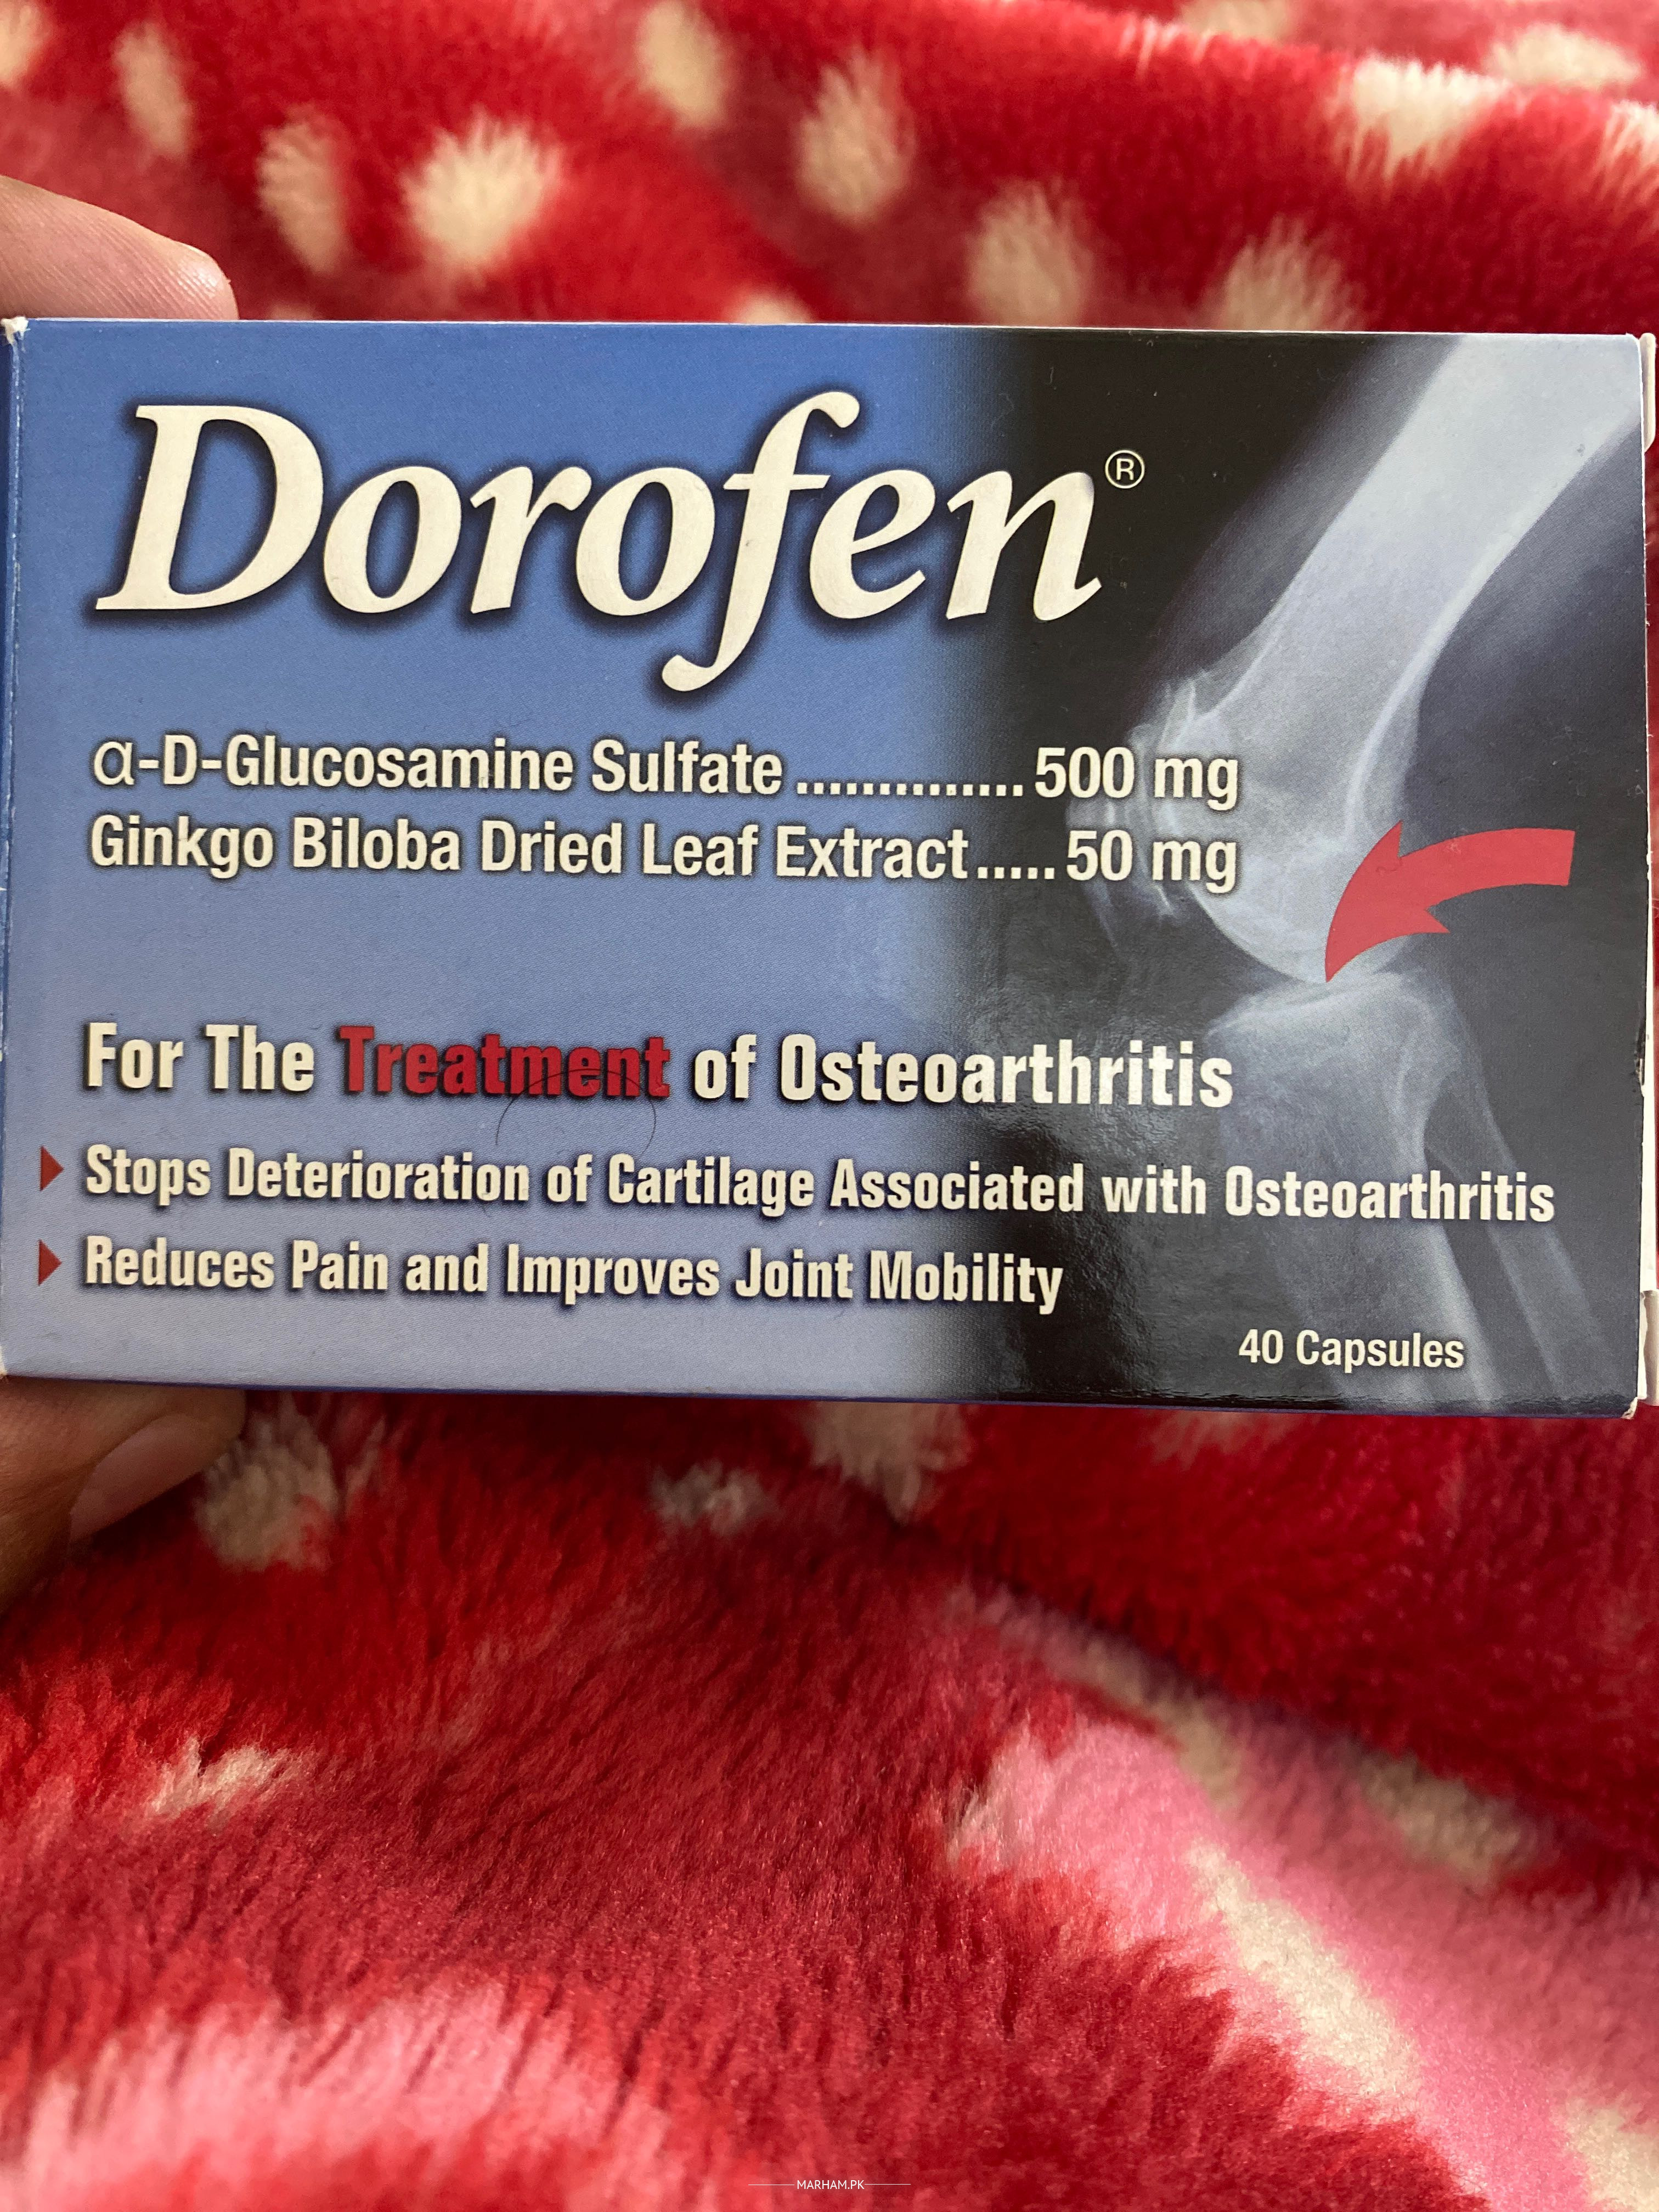 Dorofen®
α-D-Glucosamine Sulfate..............500 mg
Ginkgo Biloba Dried Leaf Extract.....50 mg
For The Treatment of Osteoarthritis
Stops Deterioration of Cartilage Associated with Osteoarthritis
Reduces Pain and Improves Joint Mobility
40 Capsules
MARHAM.PK